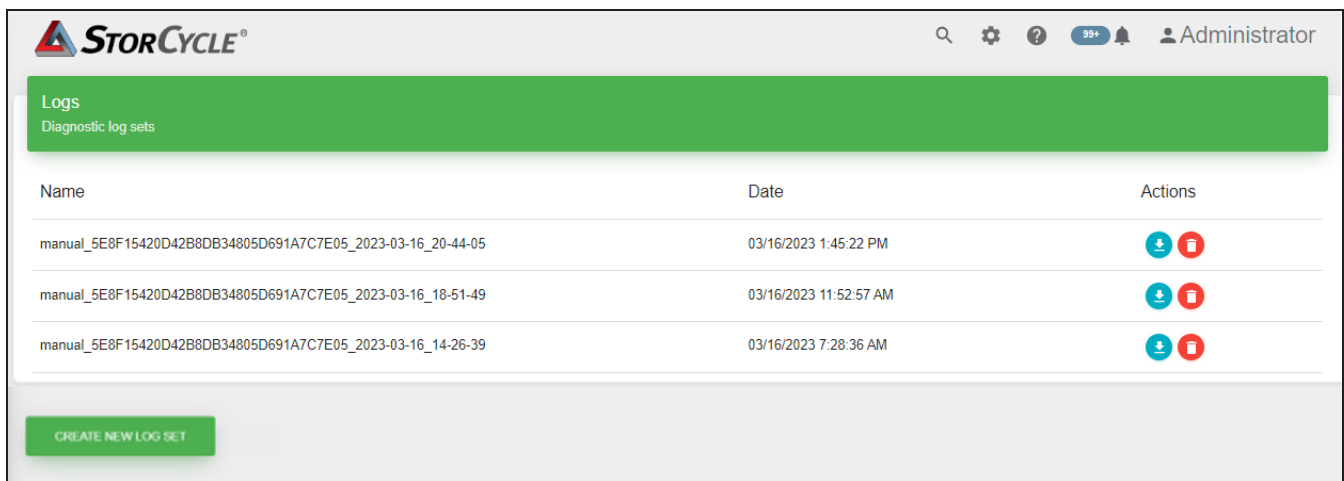 STORCYCLE® 99+ Administrator
Logs
Diagnostic log sets
Name Date Actions
manual_5E8F15420D42B8DB34805D691A7C7E05_2023-03-16_20-44-05 03/16/2023 1:45:22 PM
manual_5E8F15420D42B8DB34805D691A7C7E05_2023-03-16_18-51-49 03/16/2023 11:52:57 AM
manual_5E8F15420D42B8DB34805D691A7C7E05_2023-03-16_14-26-39 03/16/2023 7:28:36 AM
CREATE NEW LOG SET